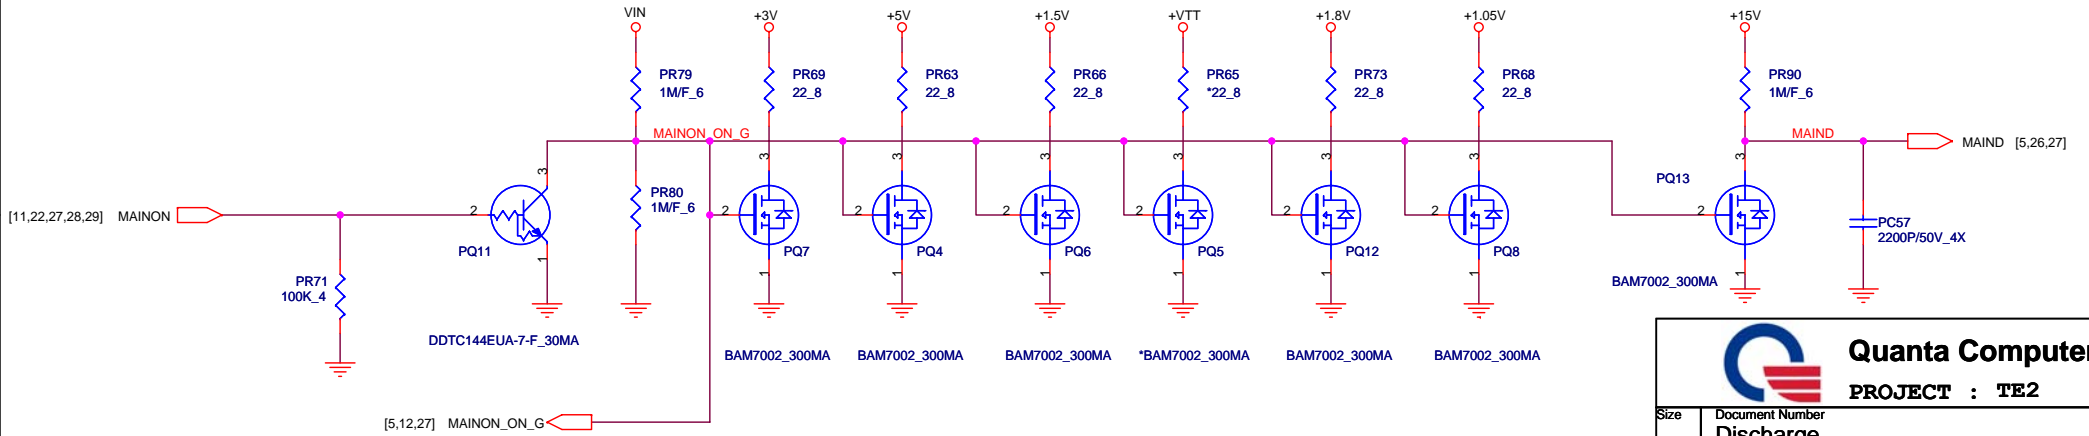 VIN +3V +5V +1.5V +VTT +1.8V +1.05V +15V
PR79 PR69 PR63 PR66 PR65 PR73 PR68 PR90
1M/F_6 22_8 22_8 22_8 *22_8 22_8 22_8 1M/F_6
MAINON_ON_G MAIND MAIND [5,26,27]
3 3 3 3 3 3 3 3
PQ13
PR80
1M/F_6
[11,22,27,28,29] MAINON 2 2 2 2 2 2 2 2
PC57
2200P/50V_4X
PQ11 PQ7 PQ4 PQ6 PQ5 PQ12 PQ8
1 1 1 1 1 1 1 1
PR71
100K_4
BAM7002_300MA
DDTC144EUA-7-F_30MA
BAM7002_300MA BAM7002_300MA BAM7002_300MA *BAM7002_300MA BAM7002_300MA BAM7002_300MA
Quanta Computer
PROJECT : TE2
Size Document Number
Discharge
[5,12,27] MAINON_ON_G